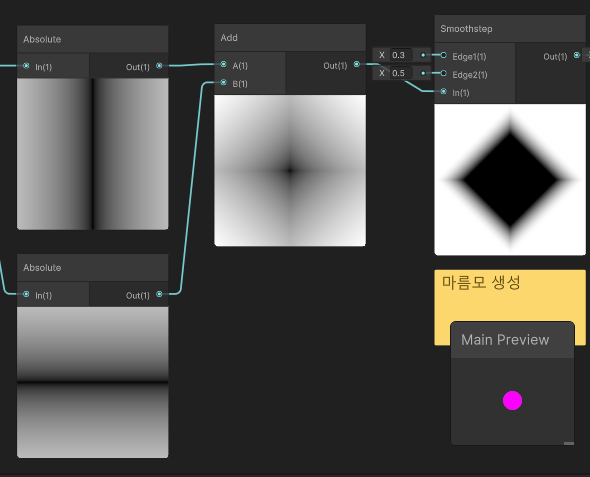 Absolute
In(1)
Out(1)
Add
A(1)
Out(1)
B(1)
Smoothstep
X 0.3
Edge1(1)
Out(1)
X 0.5
Edge2(1)
In(1)
Absolute
In(1)
Out(1)
마름모 생성
Main Preview